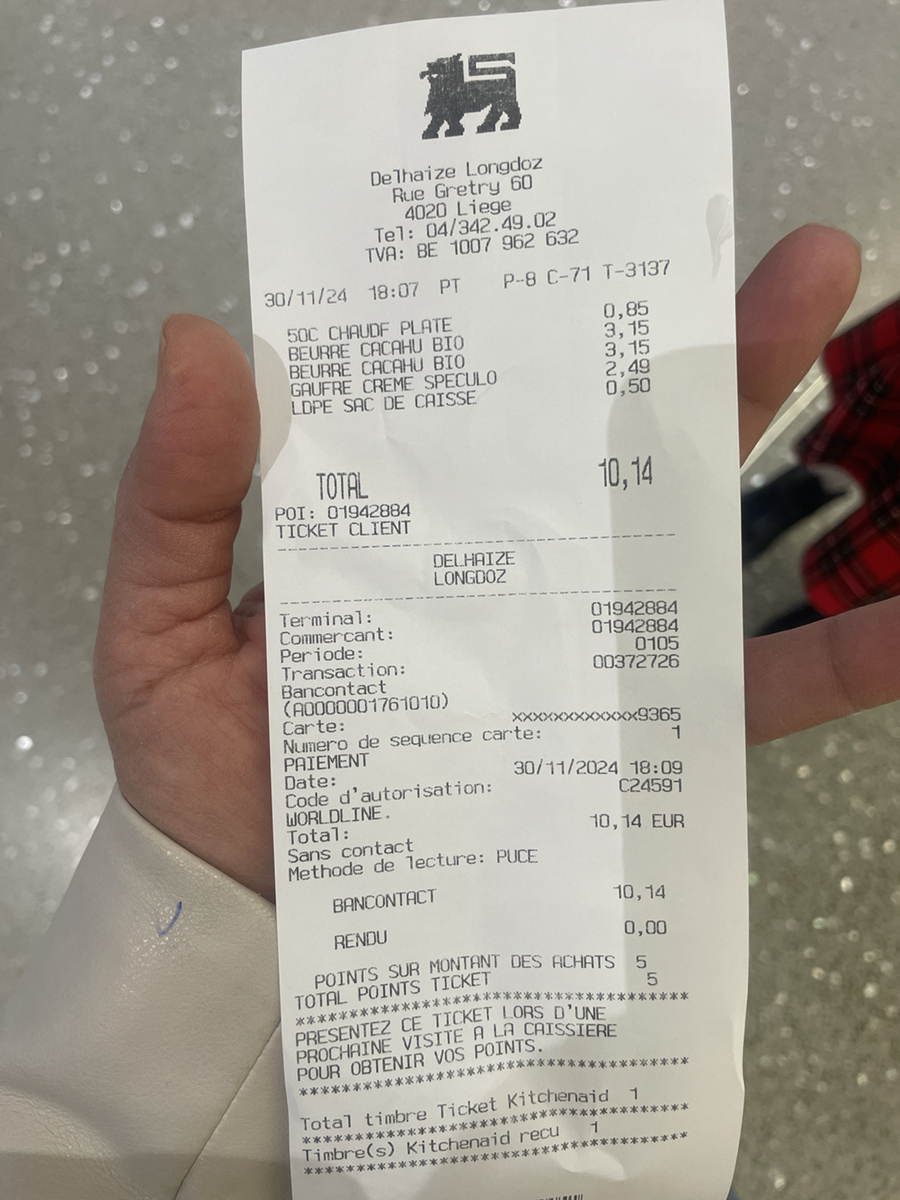 Delhaize Longdoz
Rue Gretry 60
4020 Liege
Tel: 04/342.49.02
TVA: BE 1007 962 632
30/11/24 18:07 PT P-8 C-71 T-3137
50C CHAUDF PLATE 0,85
BEURRE CACAHU BIO 3,15
BEURRE CACAHU BIO 3,15
GAUFRE CREME SPECULO 2,49
LDPE SAC DE CAISSE 0,50
TOTAL 10,14
POI: 01942884
TICKET CLIENT
DELHAIZE
LONGDOZ
Terminal: 01942884
Commercant: 01942884
Periode: 0105
Transaction: 00372726
Bancontact
(A0000001761010)
Carte: xxxxxxxxxxxxx9365
Numero de sequence carte: 1
PAIEMENT
Date: 30/11/2024 18:09
Code d'autorisation: C24591
WORLDLINE.
Total: 10,14 EUR
Sans contact
Methode de lecture: PUCE
BANCONTACT 10,14
RENDU 0,00
POINTS SUR MONTANT DES ACHATS 5
TOTAL POINTS TICKET 5
****************************************
PRESENTEZ CE TICKET LORS D'UNE
PROCHAINE VISITE A LA CAISSIERE
POUR OBTENIR VOS POINTS.
****************************************
Total timbre Ticket Kitchenaid 1
****************************************
Timbre(s) Kitchenaid recu 1
****************************************